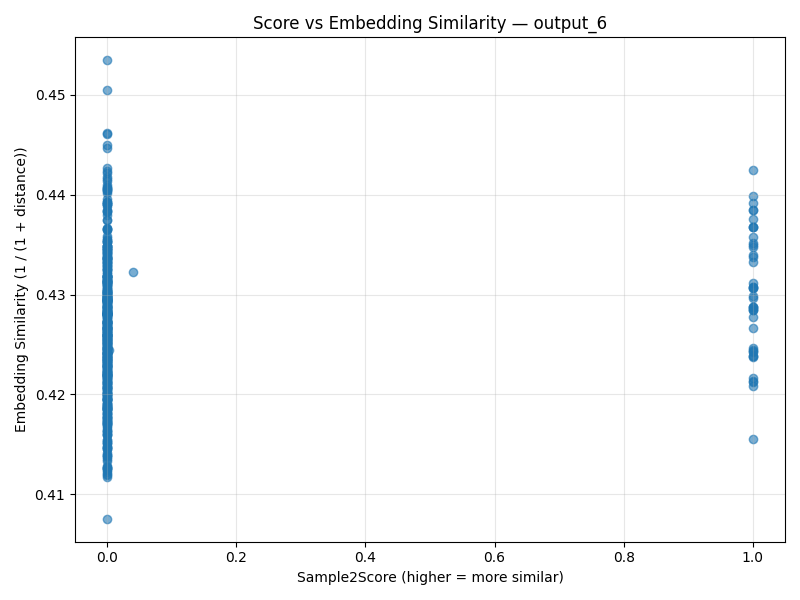 Score vs Embedding Similarity — output_6
Embedding Similarity (1 / (1 + distance))
0.45
0.44
0.43
0.42
0.41
0.0 0.2 0.4 0.6 0.8 1.0
Sample2Score (higher = more similar)